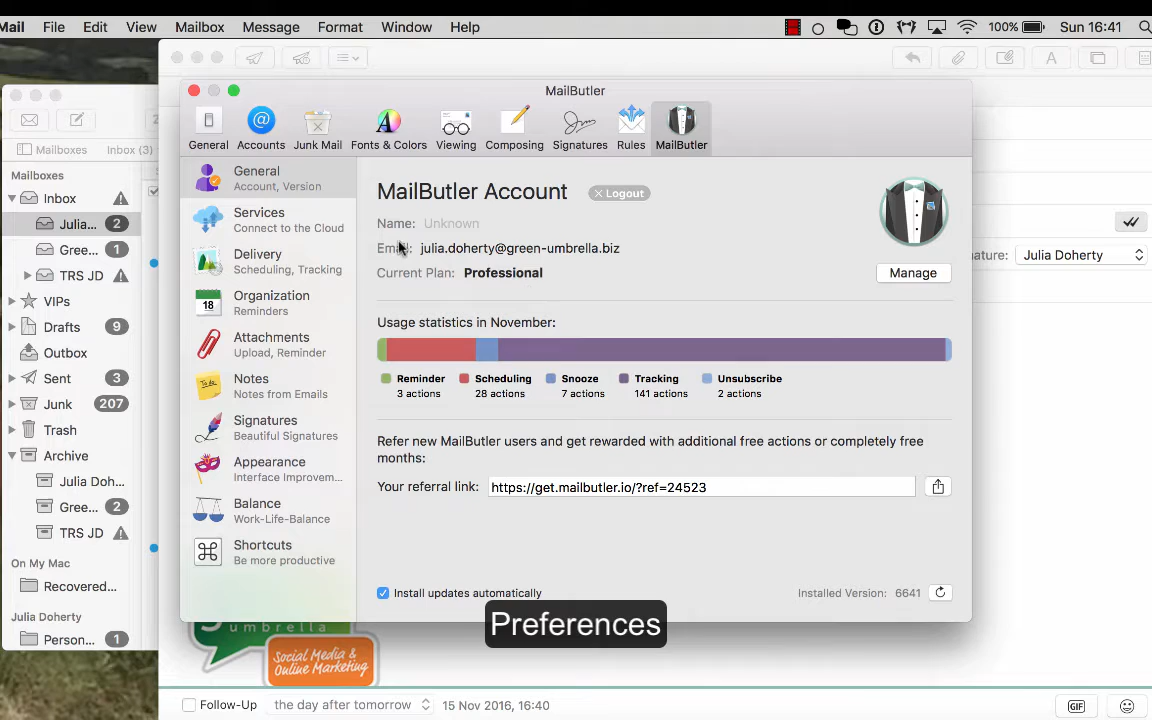 Mail File Edit View Mailbox Message Format Window Help 100% Sun 16:41
MailButler
General Accounts Junk Mail Fonts & Colors Viewing Composing Signatures Rules MailButler
Mailboxes Inbox (3)
Mailboxes
Inbox
Julia... 2
Gree... 1
TRS JD
VIPs
Drafts 9
Outbox
Sent 3
Junk 207
Trash
Archive
Julia Doh...
Gree...
TRS JD
On My Mac
Recovered...
Julia Doherty
Person... 1
General
Account, Version
Services
Connect to the Cloud
Delivery
Scheduling, Tracking
18
Organization
Reminders
Attachments
Upload, Reminder
To do
Notes
Notes from Emails
Signatures
Beautiful Signatures
Appearance
Interface Improvem...
Balance
Work-Life-Balance
Shortcuts
Be more productive
MailButler Account Logout
Name: Unknown
Email: julia.doherty@green-umbrella.biz
Current Plan: Professional
Manage
Usage statistics in November:
Reminder Scheduling Snooze Tracking Unsubscribe
3 actions 28 actions 7 actions 141 actions 2 actions
Refer new MailButler users and get rewarded with additional free actions or completely free
months:
Your referral link: https://get.mailbutler.io/?ref=24523
Install updates automatically
Installed Version: 6641
Preferences
ature: Julia Doherty
umbrella
Social Media &
Online Marketing
Follow-Up the day after tomorrow 15 Nov 2016, 16:40 GIF